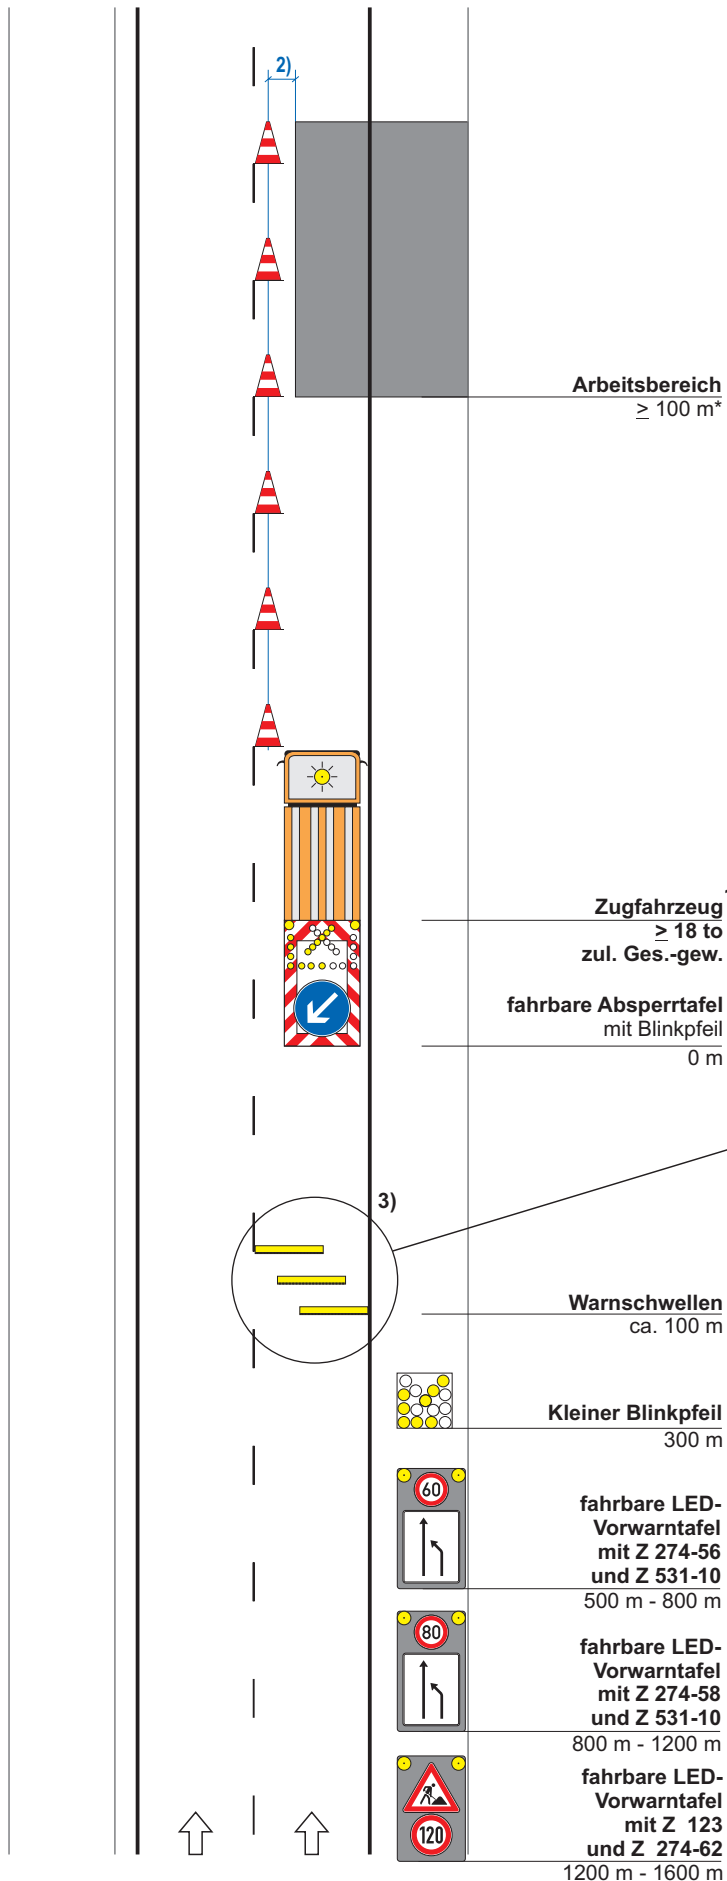 2)
Arbeitsbereich
≥ 100 m*
Zugfahrzeug
≥ 18 to
zul. Ges.-gew.
fahrbare Absperrtafel
mit Blinkpfeil
0 m
3)
Warnschwellen
ca. 100 m
Kleiner Blinkpfeil
300 m
60
fahrbare LED-
Vorwarntafel
mit Z 274-56
und Z 531-10
500 m - 800 m
80
fahrbare LED-
Vorwarntafel
mit Z 274-58
und Z 531-10
800 m - 1200 m
fahrbare LED-
Vorwarntafel
mit Z 123
und Z 274-62
120
1200 m - 1600 m